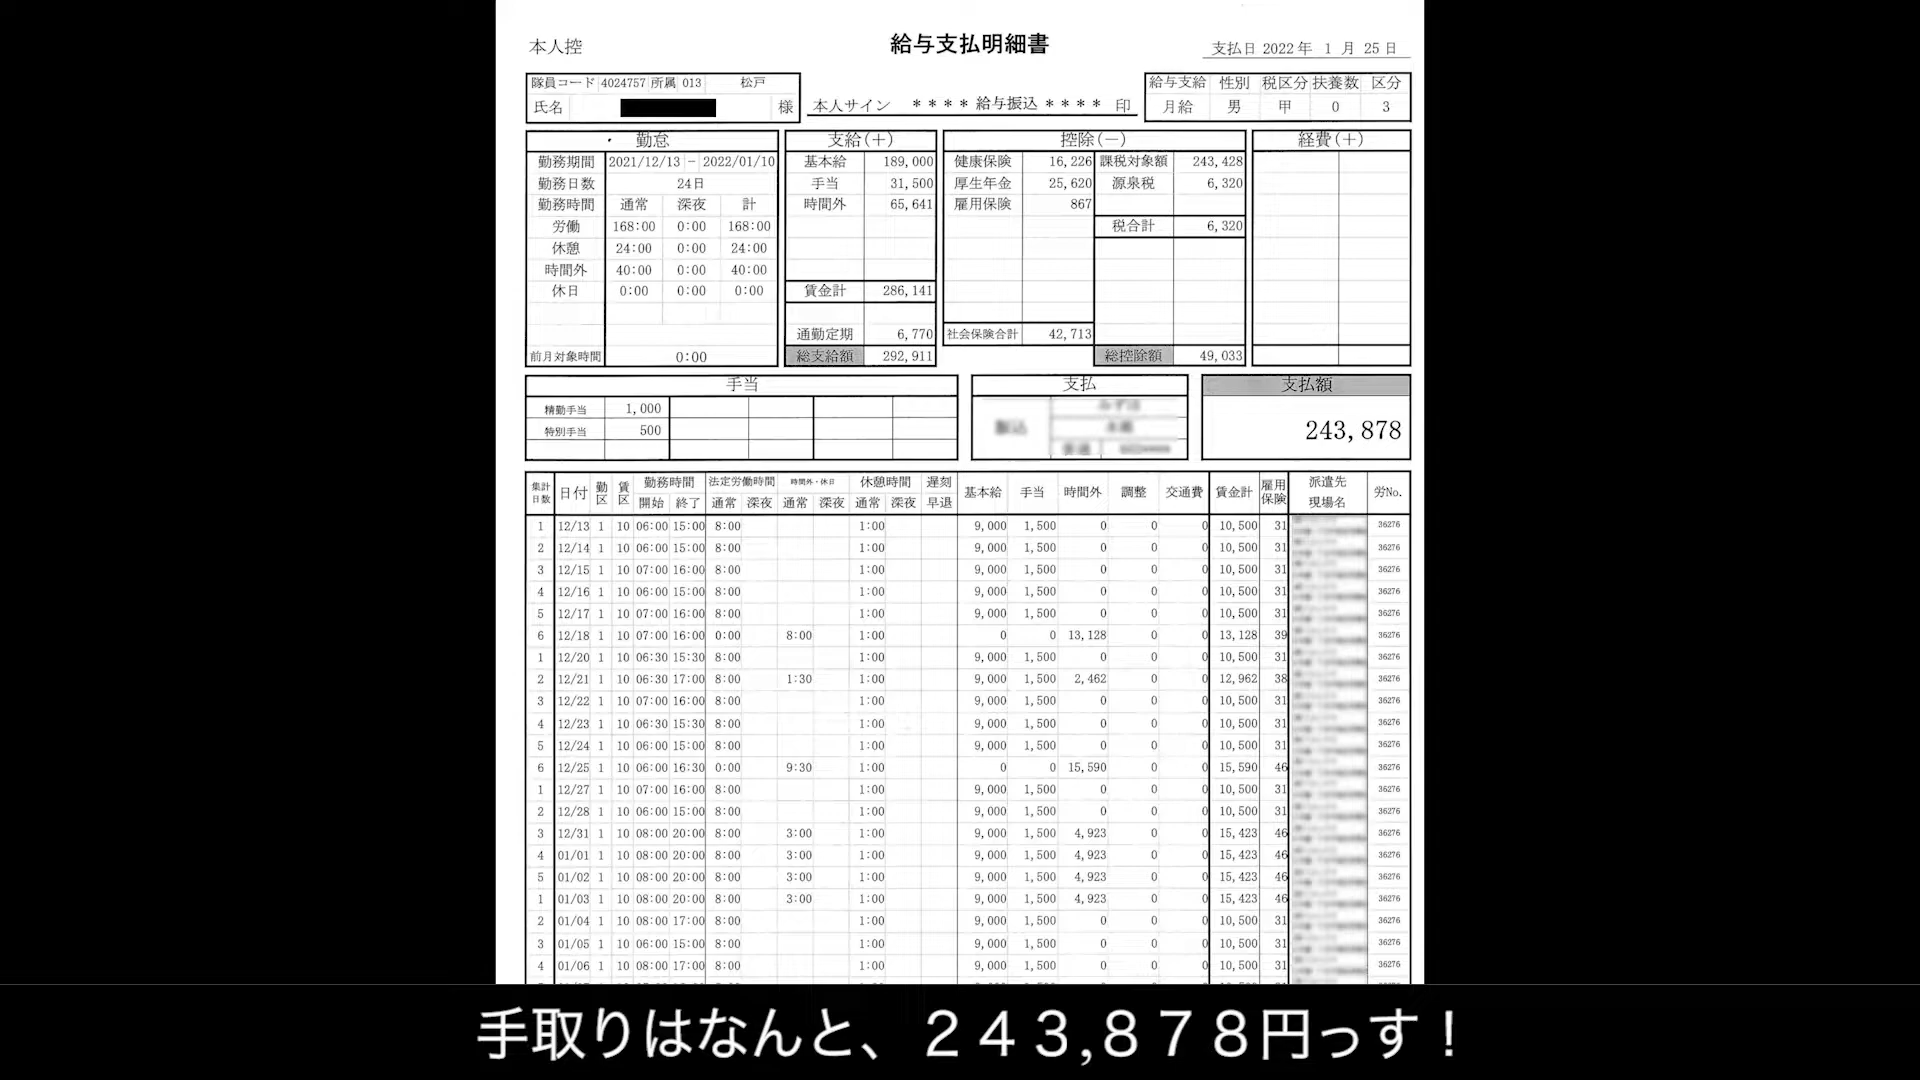 本人控
給与支払明細書
支払日 2022 年 1 月 25 日
隊員コード 4024757 所属 013 松戸
氏名 様
本人サイン ＊＊＊＊ 給与振込 ＊＊＊＊ 印
給与支給 性別 税区分 扶養数 区分
月給 男 甲 0 3
勤怠
勤務期間 2021/12/13 － 2022/01/10
勤務日数 24日
勤務時間 通常 深夜 計
労働 168:00 0:00 168:00
休憩 24:00 0:00 24:00
時間外 40:00 0:00 40:00
休日 0:00 0:00 0:00
前月対象時間 0:00
支給(＋)
基本給 189,000
手当 31,500
時間外 65,641
賃金計 286,141
通勤定期 6,770
総支給額 292,911
控除(－)
健康保険 16,226 課税対象額 243,428
厚生年金 25,620 源泉税 6,320
雇用保険 867
税合計 6,320
社会保険合計 42,713
総控除額 49,033
経費(＋)
手当
精勤手当 1,000
特別手当 500
支払
支払額
243,878
集計日数 日付 勤区 賃区 勤務時間 法定労働時間 時間外・休日 休憩時間 遅刻 基本給 手当 時間外 調整 交通費 賃金計 雇用保険 派遣先 労No.
開始 終了 通常 深夜 通常 深夜 通常 深夜 早退 現場名
1 12/13 1 10 06:00 15:00 8:00 1:00 9,000 1,500 0 0 0 10,500 31 36276
2 12/14 1 10 06:00 15:00 8:00 1:00 9,000 1,500 0 0 0 10,500 31 36276
3 12/15 1 10 07:00 16:00 8:00 1:00 9,000 1,500 0 0 0 10,500 31 36276
4 12/16 1 10 06:00 15:00 8:00 1:00 9,000 1,500 0 0 0 10,500 31 36276
5 12/17 1 10 07:00 16:00 8:00 1:00 9,000 1,500 0 0 0 10,500 31 36276
6 12/18 1 10 07:00 16:00 0:00 8:00 1:00 0 0 13,128 0 0 13,128 39 36276
1 12/20 1 10 06:30 15:30 8:00 1:00 9,000 1,500 0 0 0 10,500 31 36276
2 12/21 1 10 06:30 17:00 8:00 1:30 1:00 9,000 1,500 2,462 0 0 12,962 38 36276
3 12/22 1 10 07:00 16:00 8:00 1:00 9,000 1,500 0 0 0 10,500 31 36276
4 12/23 1 10 06:30 15:30 8:00 1:00 9,000 1,500 0 0 0 10,500 31 36276
5 12/24 1 10 06:00 15:00 8:00 1:00 9,000 1,500 0 0 0 10,500 31 36276
6 12/25 1 10 06:00 16:30 0:00 9:30 1:00 0 0 15,590 0 0 15,590 46 36276
1 12/27 1 10 07:00 16:00 8:00 1:00 9,000 1,500 0 0 0 10,500 31 36276
2 12/28 1 10 06:00 15:00 8:00 1:00 9,000 1,500 0 0 0 10,500 31 36276
3 12/31 1 10 08:00 20:00 8:00 3:00 1:00 9,000 1,500 4,923 0 0 15,423 46 36276
4 01/01 1 10 08:00 20:00 8:00 3:00 1:00 9,000 1,500 4,923 0 0 15,423 46 36276
5 01/02 1 10 08:00 20:00 8:00 3:00 1:00 9,000 1,500 4,923 0 0 15,423 46 36276
1 01/03 1 10 08:00 20:00 8:00 3:00 1:00 9,000 1,500 4,923 0 0 15,423 46 36276
2 01/04 1 10 08:00 17:00 8:00 1:00 9,000 1,500 0 0 0 10,500 31 36276
3 01/05 1 10 06:00 15:00 8:00 1:00 9,000 1,500 0 0 0 10,500 31 36276
4 01/06 1 10 08:00 17:00 8:00 1:00 9,000 1,500 0 0 0 10,500 31 36276
手取りはなんと、２４３,８７８円っす！